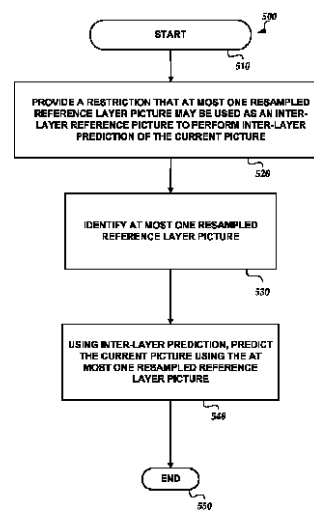 500
START
510
PROVIDE A RESTRICTION THAT AT MOST ONE RESAMPLED
REFERENCE LAYER PICTURE MAY BE USED AS AN INTER-
LAYER REFERENCE PICTURE TO PERFORM INTER-LAYER
PREDICTION OF THE CURRENT PICTURE
520
IDENTIFY AT MOST ONE RESAMPLED
REFERENCE LAYER PICTURE
530
USING INTER-LAYER PREDICTION, PREDICT
THE CURRENT PICTURE USING THE AT
MOST ONE RESAMPLED REFERENCE
LAYER PICTURE
540
END
550